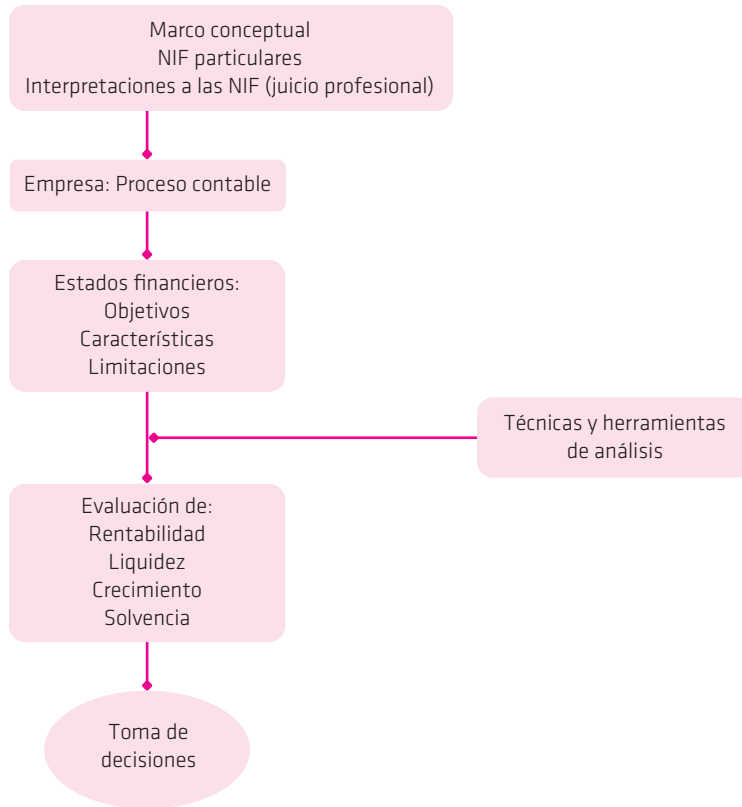 Marco conceptual
NIF particulares
Interpretaciones a las NIF (juicio profesional)
Empresa: Proceso contable
Estados financieros:
Objetivos
Características
Limitaciones
Técnicas y herramientas
de análisis
Evaluación de:
Rentabilidad
Liquidez
Crecimiento
Solvencia
Toma de
decisiones